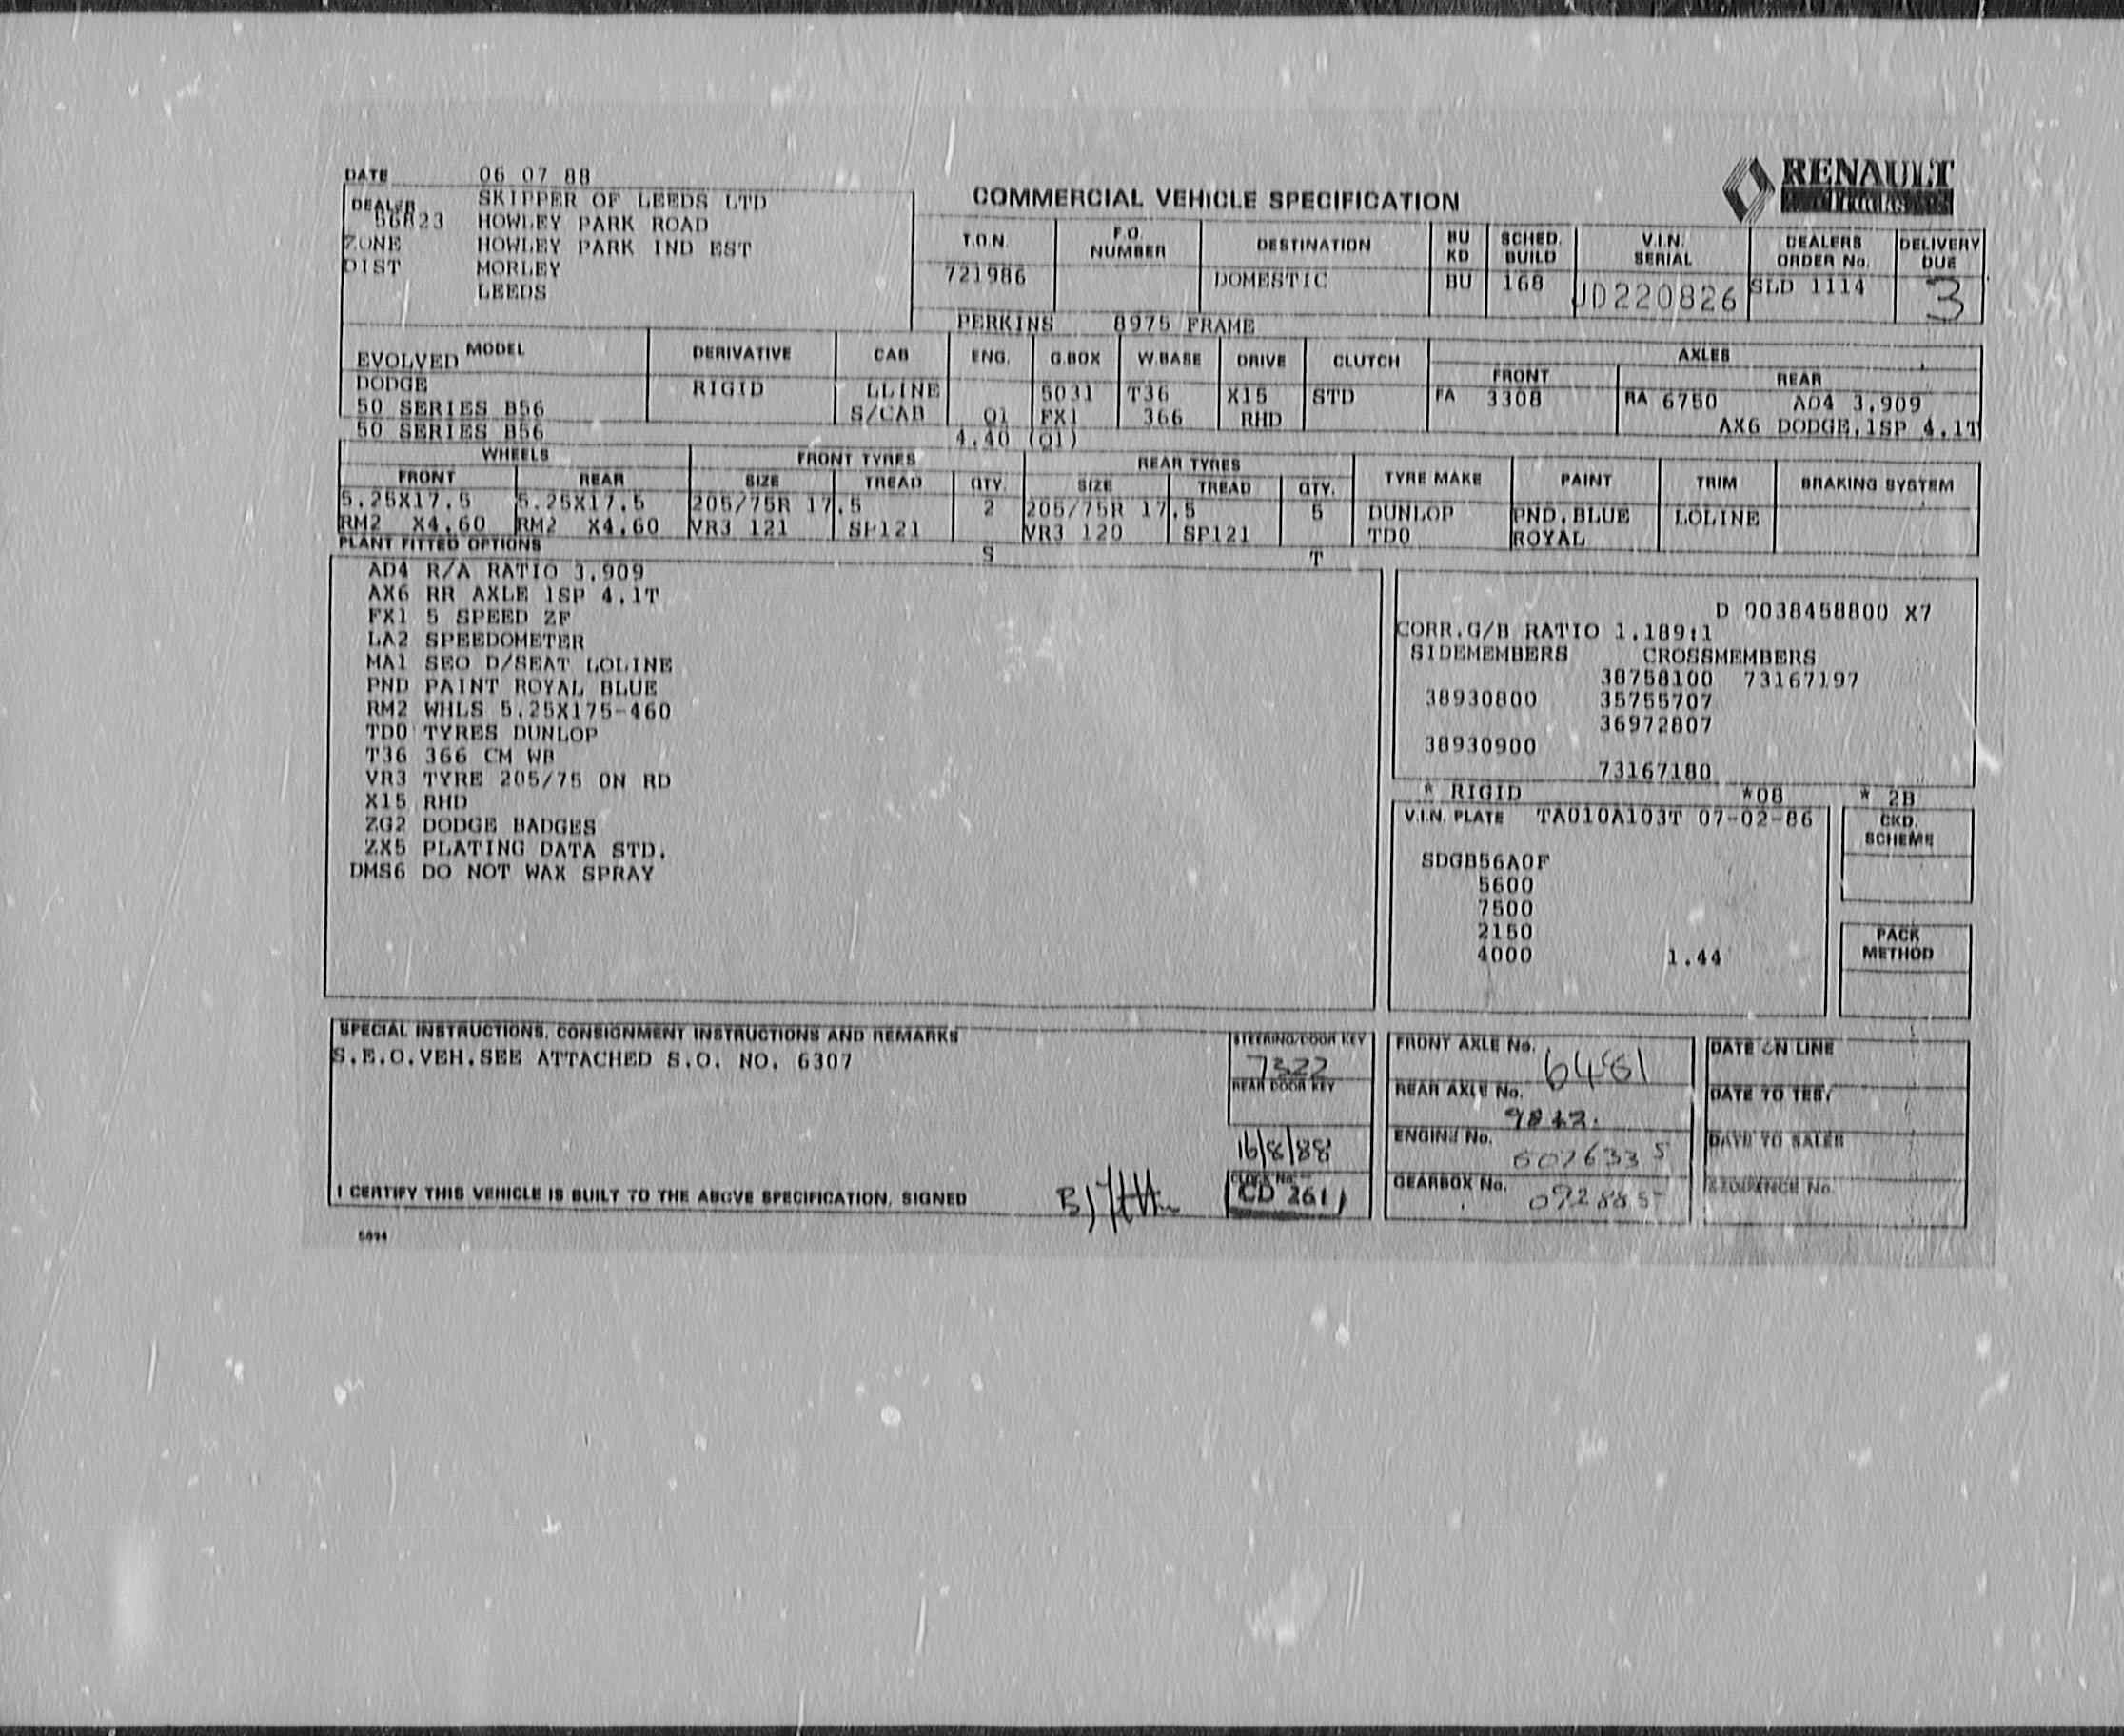 DATE 06 07 88
RENAULT
DEALER SKIPPER OF LEEDS LTD
COMMERCIAL VEHICLE SPECIFICATION
56823 HOWLEY PARK ROAD
ZONE HOWLEY PARK IND EST
DIST MORLEY
LEEDS
T.O.N. F.O. NUMBER DESTINATION BU KD SCHED. BUILD V.I.N. SERIAL DEALERS ORDER No. DELIVERY DUE
721986 DOMESTIC BU 168 JD220826 SLD 1114 3
PERKINS 8975 FRAME
MODEL DERIVATIVE CAB ENG. G.BOX W.BASE DRIVE CLUTCH AXLES
EVOLVED FRONT REAR
DODGE RIGID LLINE 5031 T36 X15 STD FA 3308 RA 6750 AD4 3.909
50 SERIES B56 S/CAB Q1 FX1 366 RHD AX6 DODGE,1SP 4.1T
50 SERIES B56 4.40 (Q1)
WHEELS FRONT TYRES REAR TYRES TYRE MAKE PAINT TRIM BRAKING SYSTEM
FRONT REAR SIZE TREAD QTY. SIZE TREAD QTY.
5.25X17.5 5.25X17.5 205/75R 17.5 2 205/75R 17.5 5 DUNLOP PND.BLUE LOLINE
RM2 X4.60 RM2 X4.60 VR3 121 SP121 VR3 120 SP121 TD0 ROYAL
PLANT FITTED OPTIONS S T
AD4 R/A RATIO 3.909
AX6 RR AXLE 1SP 4.1T
FX1 5 SPEED ZF
LA2 SPEEDOMETER
MA1 SEO D/SEAT LOLINE
PND PAINT ROYAL BLUE
RM2 WHLS 5.25X175-460
TD0 TYRES DUNLOP
T36 366 CM WB
VR3 TYRE 205/75 ON RD
X15 RHD
ZG2 DODGE BADGES
ZX5 PLATING DATA STD.
DMS6 DO NOT WAX SPRAY
D 0038458800 X7
CORR.G/B RATIO 1.189:1
SIDEMEMBERS CROSSMEMBERS
38758100 73167197
38930800 35755707
36972807
38930900
73167180
* RIGID *08 * 2B
V.I.N. PLATE TA010A103T 07-02-86
CKD. SCHEME
SDGB56A0F
5600
7500
2150
4000 1.44
PACK METHOD
SPECIAL INSTRUCTIONS, CONSIGNMENT INSTRUCTIONS AND REMARKS
S.E.O.VEH.SEE ATTACHED S.O. NO. 6307
STEERING/DOOR KEY
7322
REAR DOOR KEY
16/8/88
CLOCK No.
CD 261
FRONT AXLE No. 6481
REAR AXLE No.
ENGINE No. 6076335
GEARBOX No. 092885
DATE ON LINE
DATE TO TEST
DATE TO SALES
SEQUENCE No.
I CERTIFY THIS VEHICLE IS BUILT TO THE ABOVE SPECIFICATION. SIGNED
5094